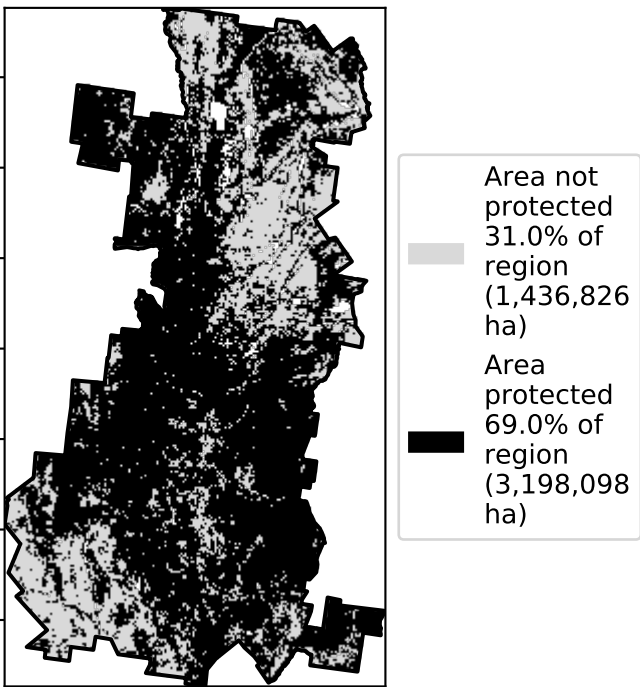 Area not
protected
31.0% of
region
(1,436,826
ha)
Area
protected
69.0% of
region
(3,198,098
ha)